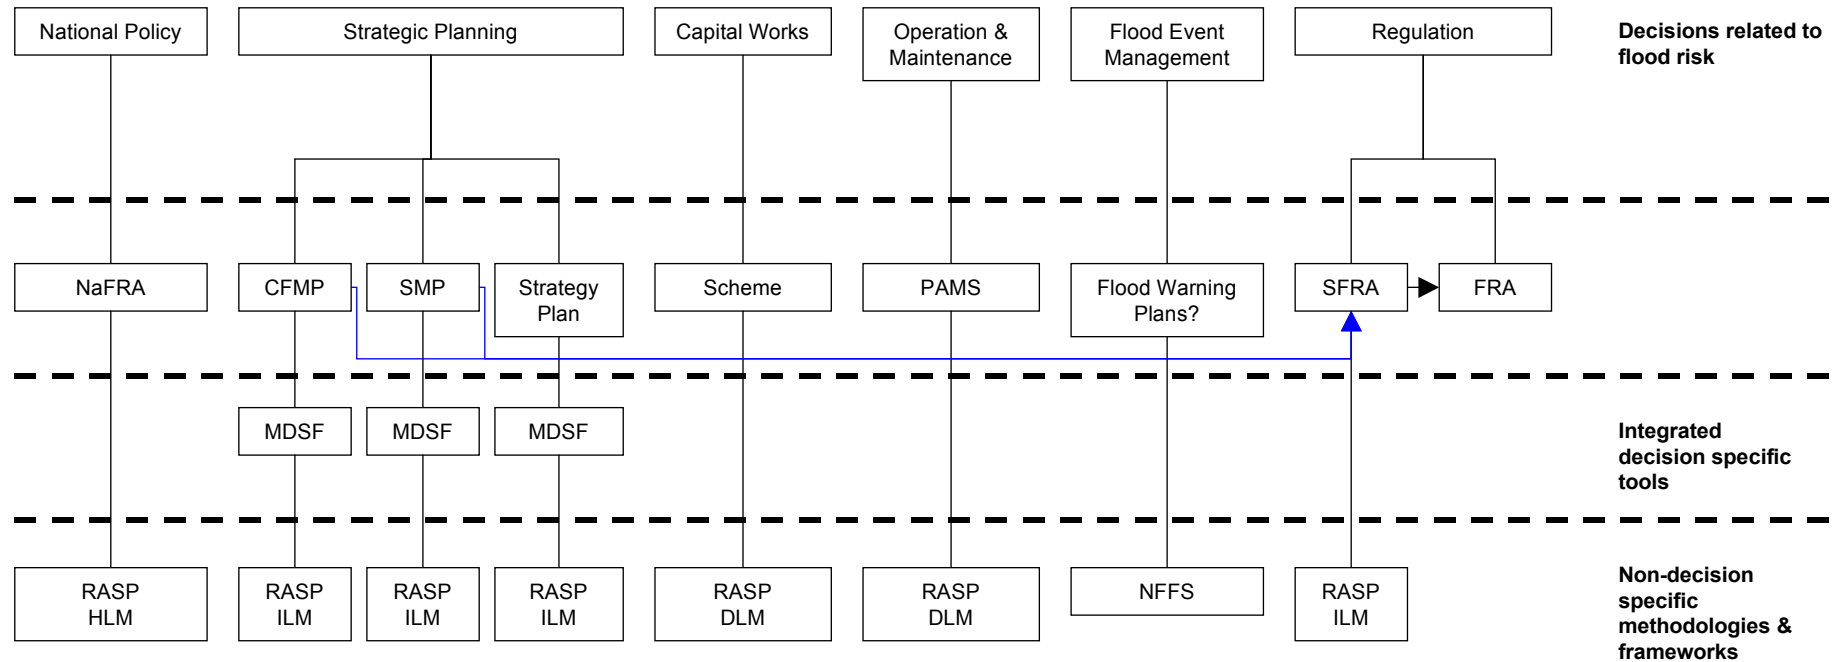 National Policy
Strategic Planning
Capital Works
Operation &
Maintenance
Flood Event
Management
Regulation
Decisions related to
flood risk
NaFRA
CFMP
SMP
Strategy
Plan
Scheme
PAMS
Flood Warning
Plans?
SFRA
FRA
MDSF
MDSF
MDSF
Integrated
decision specific
tools
RASP
HLM
RASP
ILM
RASP
ILM
RASP
ILM
RASP
DLM
RASP
DLM
NFFS
RASP
ILM
Non-decision
specific
methodologies &
frameworks